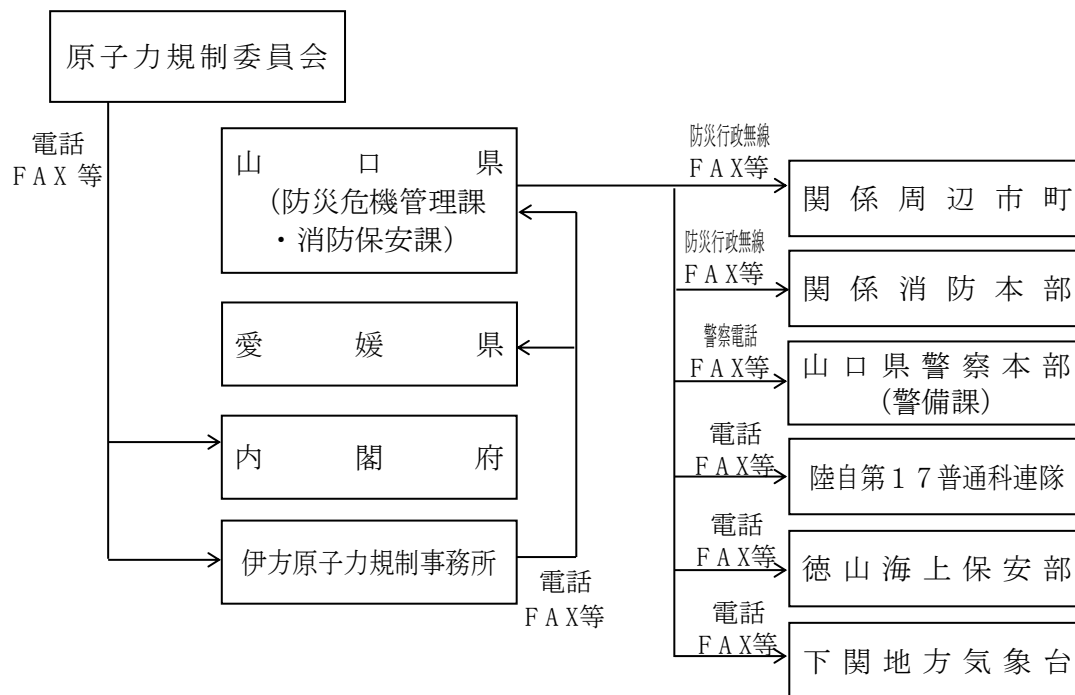 原子力規制委員会
電話
ＦＡＸ等
山口県
(防災危機管理課
・消防保安課)
愛媛県
内閣府
伊方原子力規制事務所
電話
ＦＡＸ等
防災行政無線
ＦＡＸ等
関係周辺市町
防災行政無線
ＦＡＸ等
関係消防本部
警察電話
ＦＡＸ等
山口県警察本部
(警備課)
電話
ＦＡＸ等
陸自第１７普通科連隊
電話
ＦＡＸ等
徳山海上保安部
電話
ＦＡＸ等
下関地方気象台